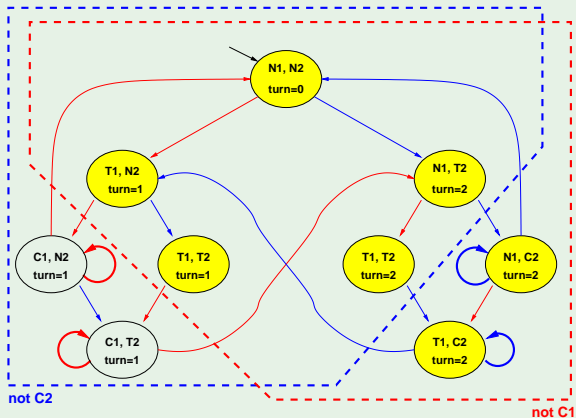 N1, N2
turn=0
T1, N2
turn=1
N1, T2
turn=2
C1, N2
turn=1
T1, T2
turn=1
T1, T2
turn=2
N1, C2
turn=2
C1, T2
turn=1
T1, C2
turn=2
not C2
not C1